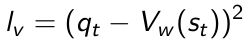 l_v = (q_t − V_w(s_t))²